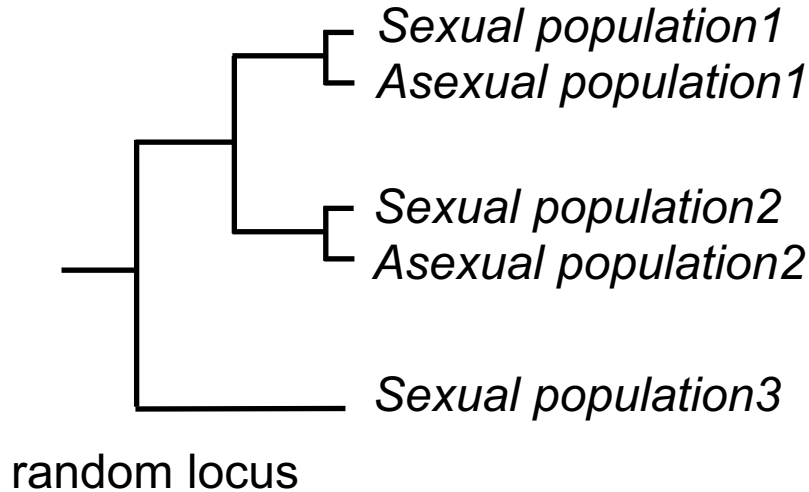 Sexual population1
Asexual population1
Sexual population2
Asexual population2
Sexual population3
random locus